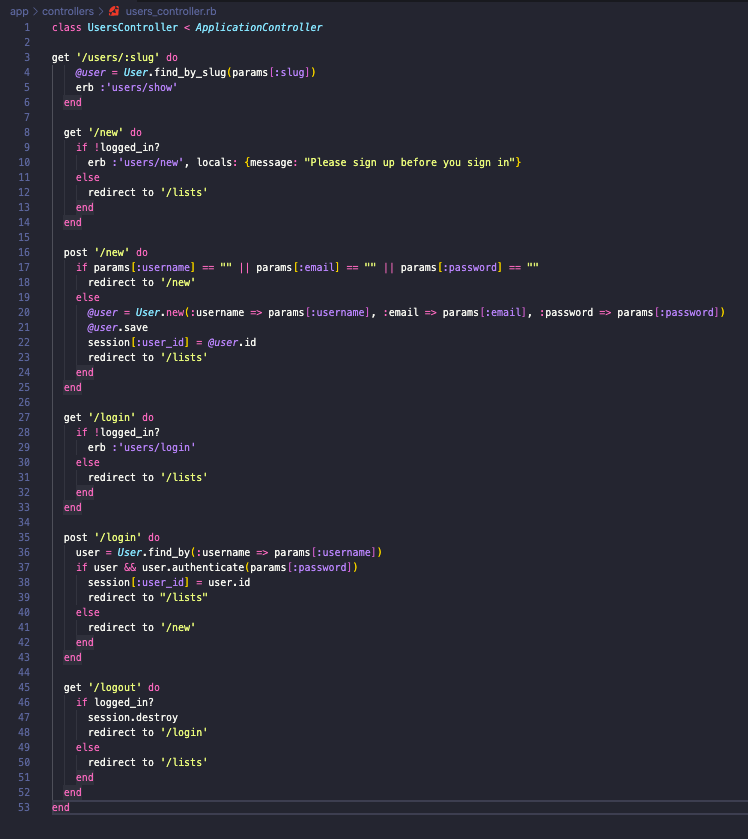 app > controllers > users_controller.rb
1 class UsersController < ApplicationController
2
3 get '/users/:slug' do
4 @user = User.find_by_slug(params[:slug])
5 erb :'users/show'
6 end
7
8 get '/new' do
9 if !logged_in?
10 erb :'users/new', locals: {message: "Please sign up before you sign in"}
11 else
12 redirect to '/lists'
13 end
14 end
15
16 post '/new' do
17 if params[:username] == "" || params[:email] == "" || params[:password] == ""
18 redirect to '/new'
19 else
20 @user = User.new(:username => params[:username], :email => params[:email], :password => params[:password])
21 @user.save
22 session[:user_id] = @user.id
23 redirect to '/lists'
24 end
25 end
26
27 get '/login' do
28 if !logged_in?
29 erb :'users/login'
30 else
31 redirect to '/lists'
32 end
33 end
34
35 post '/login' do
36 user = User.find_by(:username => params[:username])
37 if user && user.authenticate(params[:password])
38 session[:user_id] = user.id
39 redirect to "/lists"
40 else
41 redirect to '/new'
42 end
43 end
44
45 get '/logout' do
46 if logged_in?
47 session.destroy
48 redirect to '/login'
49 else
50 redirect to '/lists'
51 end
52 end
53 end